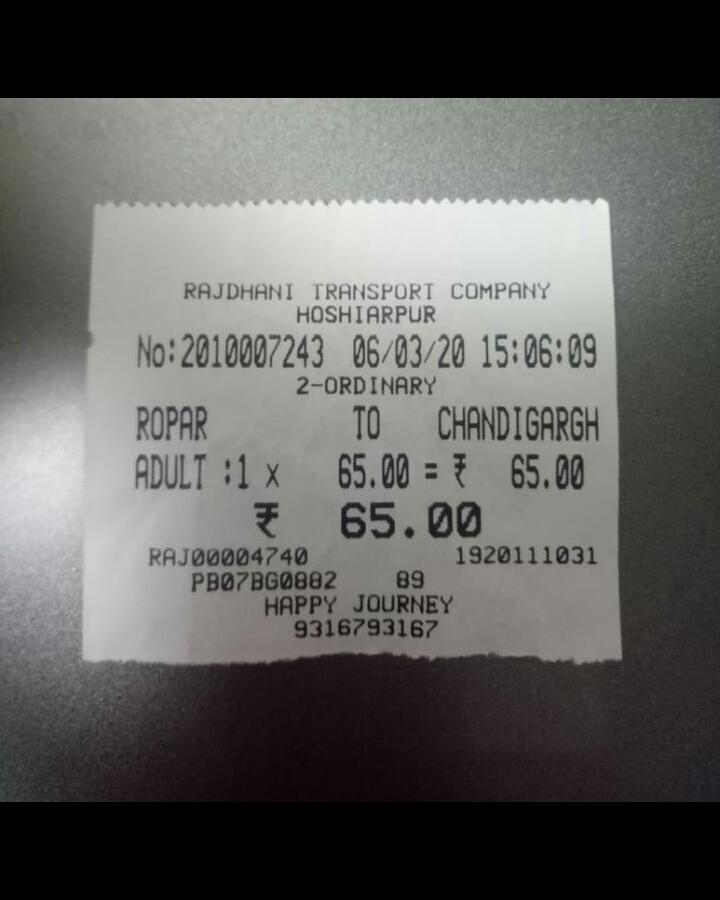 RAJDHANI TRANSPORT COMPANY
HOSHIARPUR
No:2010007243 06/03/20 15:06:09
2-ORDINARY
ROPAR TO CHANDIGARGH
ADULT :1 x 65.00 = ₹ 65.00
₹ 65.00
RAJ00004740 1920111031
PB07BG0882 89
HAPPY JOURNEY
9316793167